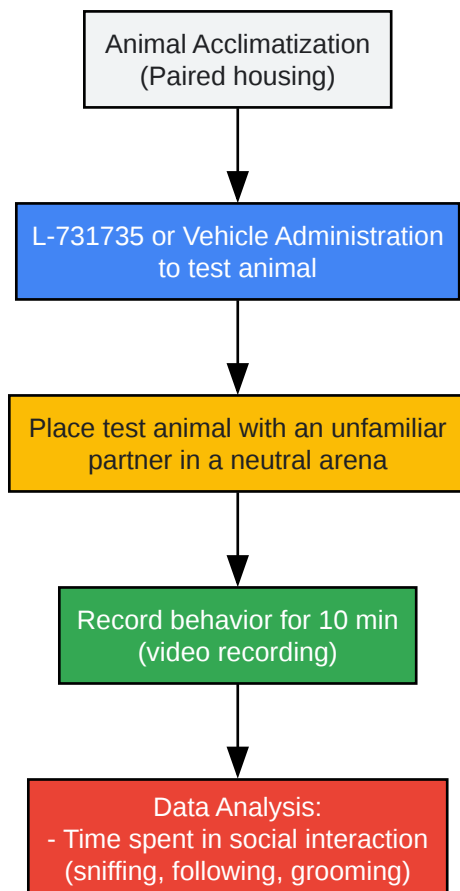 Animal Acclimatization
(Paired housing)
L-731735 or Vehicle Administration
to test animal
Place test animal with an unfamiliar
partner in a neutral arena
Record behavior for 10 min
(video recording)
Data Analysis:
- Time spent in social interaction
(sniffing, following, grooming)